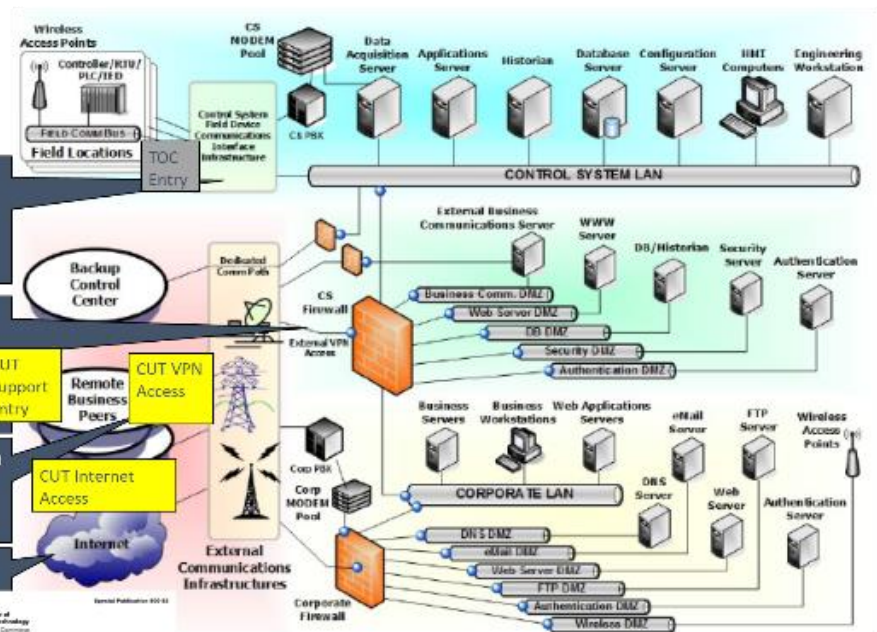 Wireless
Access Points
Controller/RTU/
PLC/IED
FIELD COMM BUS
Field Locations
CS
MODEM
Pool
Data
Acquisition
Server
Applications
Server
Historian
Database
Server
Configuration
Server
HMI
Computers
Engineering
Workstation
Control System
Field Device
Communications
Interface
Infrastructure
CS PBX
TOC
Entry
CONTROL SYSTEM LAN
External Business
Communications Server
WWW
Server
DB/Historian
Security
Server
Authentication
Server
Backup
Control
Center
Dedicated
Comm Path
CS
Firewall
External VPN
Access
Business Comm. DMZ
Web Server DMZ
DB DMZ
Security DMZ
Authentication DMZ
UT
upport
ntry
CUT VPN
Access
Remote
Business
Peers
CUT Internet
Access
Internet
External
Communications
Infrastructures
Corp PBX
Corp
MODEM
Pool
Corporate
Firewall
Business
Servers
Business
Workstations
Web Applications
Servers
eMail
Server
FTP
Server
Wireless
Access
Points
CORPORATE LAN
DNS
Server
Web
Server
Authentication
Server
DNS DMZ
eMail DMZ
Web Server DMZ
FTP DMZ
Authentication DMZ
Wireless DMZ
Special Publication 800-82